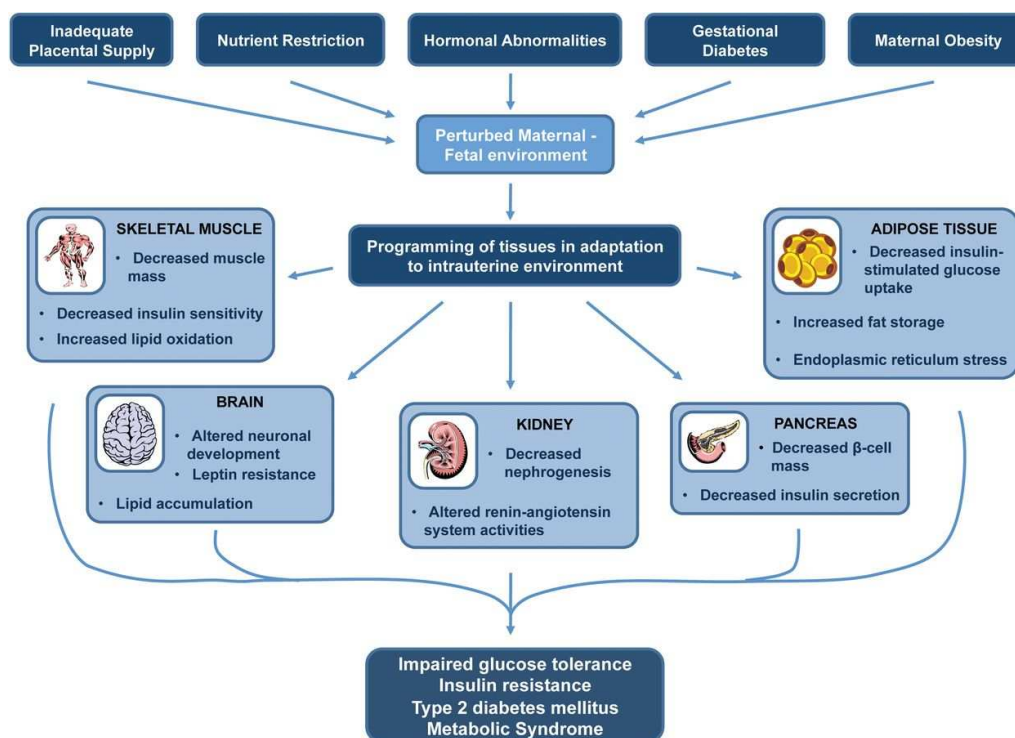 Inadequate
Placental Supply
Nutrient Restriction
Hormonal Abnormalities
Gestational
Diabetes
Maternal Obesity
Perturbed Maternal -
Fetal environment
Programming of tissues in adaptation
to intrauterine environment
SKELETAL MUSCLE
• Decreased muscle
mass
• Decreased insulin sensitivity
• Increased lipid oxidation
ADIPOSE TISSUE
• Decreased insulin-
stimulated glucose
uptake
• Increased fat storage
• Endoplasmic reticulum stress
BRAIN
• Altered neuronal
development
• Leptin resistance
• Lipid accumulation
KIDNEY
• Decreased
nephrogenesis
• Altered renin-angiotensin
system activities
PANCREAS
• Decreased β-cell
mass
• Decreased insulin secretion
Impaired glucose tolerance
Insulin resistance
Type 2 diabetes mellitus
Metabolic Syndrome